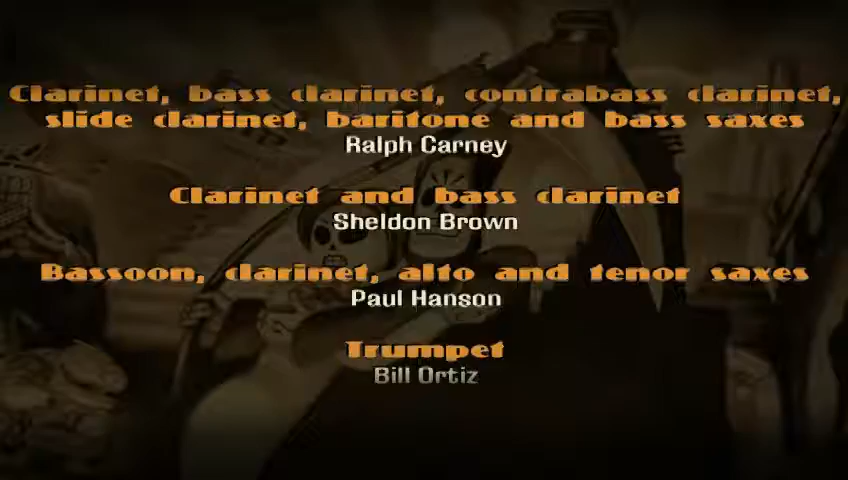 Clarinet, bass clarinet, contrabass clarinet,
slide clarinet, baritone and bass saxes
Ralph Carney
Clarinet and bass clarinet
Sheldon Brown
Bassoon, clarinet, alto and tenor saxes
Paul Hanson
Trumpet
Bill Ortiz